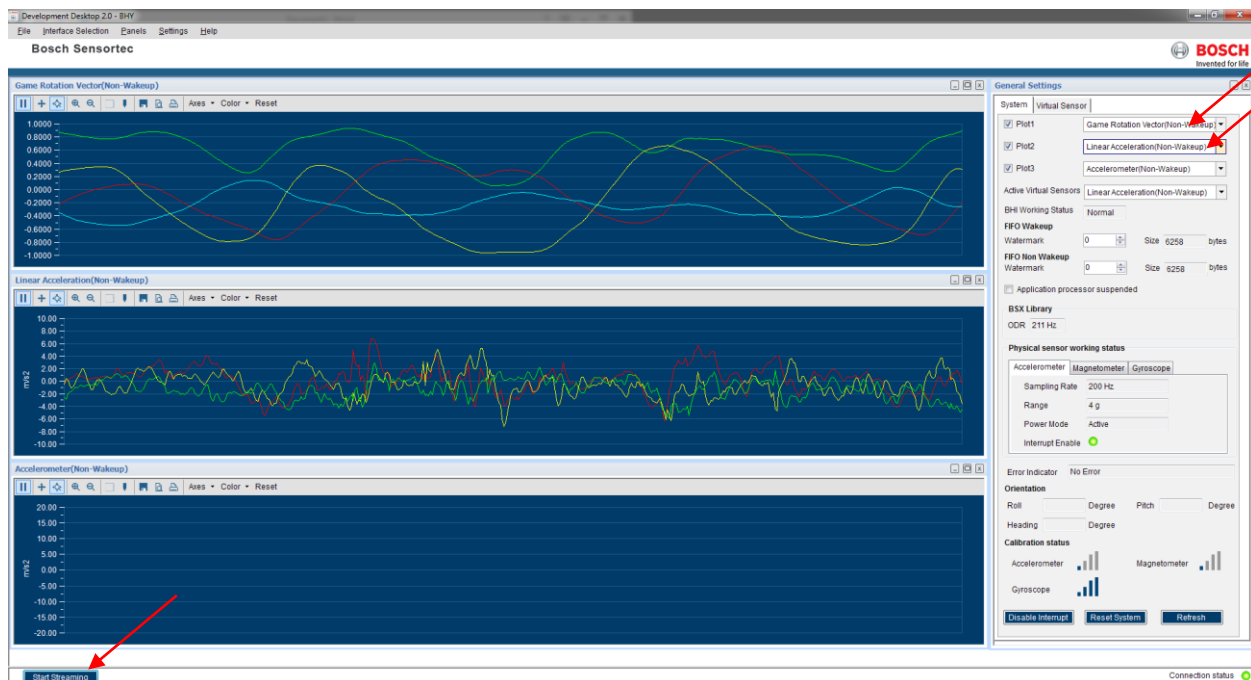 Development Desktop 2.0 - BHY
File Interface Selection Panels Settings Help
Bosch Sensortec
BOSCH
Invented for life
Game Rotation Vector(Non-Wakeup)
Axes Color Reset
1.0000
0.8000
0.6000
0.4000
0.2000
0.0000
-0.2000
-0.4000
-0.6000
-0.8000
-1.0000
Linear Acceleration(Non-Wakeup)
Axes Color Reset
10.00
8.00
6.00
4.00
2.00
0.00
-2.00
-4.00
-6.00
-8.00
-10.00
m/s2
Accelerometer(Non-Wakeup)
Axes Color Reset
20.00
15.00
10.00
5.00
0.00
-5.00
-10.00
-15.00
-20.00
m/s2
Start Streaming
General Settings
System Virtual Sensor
Plot1 Game Rotation Vector(Non-Wakeup)
Plot2 Linear Acceleration(Non-Wakeup)
Plot3 Accelerometer(Non-Wakeup)
Active Virtual Sensors Linear Acceleration(Non-Wakeup)
BHI Working Status Normal
FIFO Wakeup
Watermark 0 Size 6258 bytes
FIFO Non Wakeup
Watermark 0 Size 6258 bytes
Application processor suspended
BSX Library
ODR 211 Hz
Physical sensor working status
Accelerometer Magnetometer Gyroscope
Sampling Rate 200 Hz
Range 4 g
Power Mode Active
Interrupt Enable
Error Indicator No Error
Orientation
Roll Degree Pitch Degree
Heading Degree
Calibration status
Accelerometer Magnetometer
Gyroscope
Disable Interrupt Reset System Refresh
Connection status